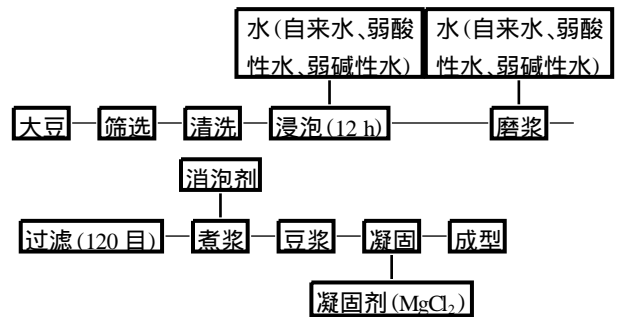 水(自来水、弱酸
性水、弱碱性水)
水(自来水、弱酸
性水、弱碱性水)
大豆 筛选 清洗 浸泡(12 h) 磨浆
消泡剂
过滤(120 目) 煮浆 豆浆 凝固 成型
凝固剂(MgCl₂)